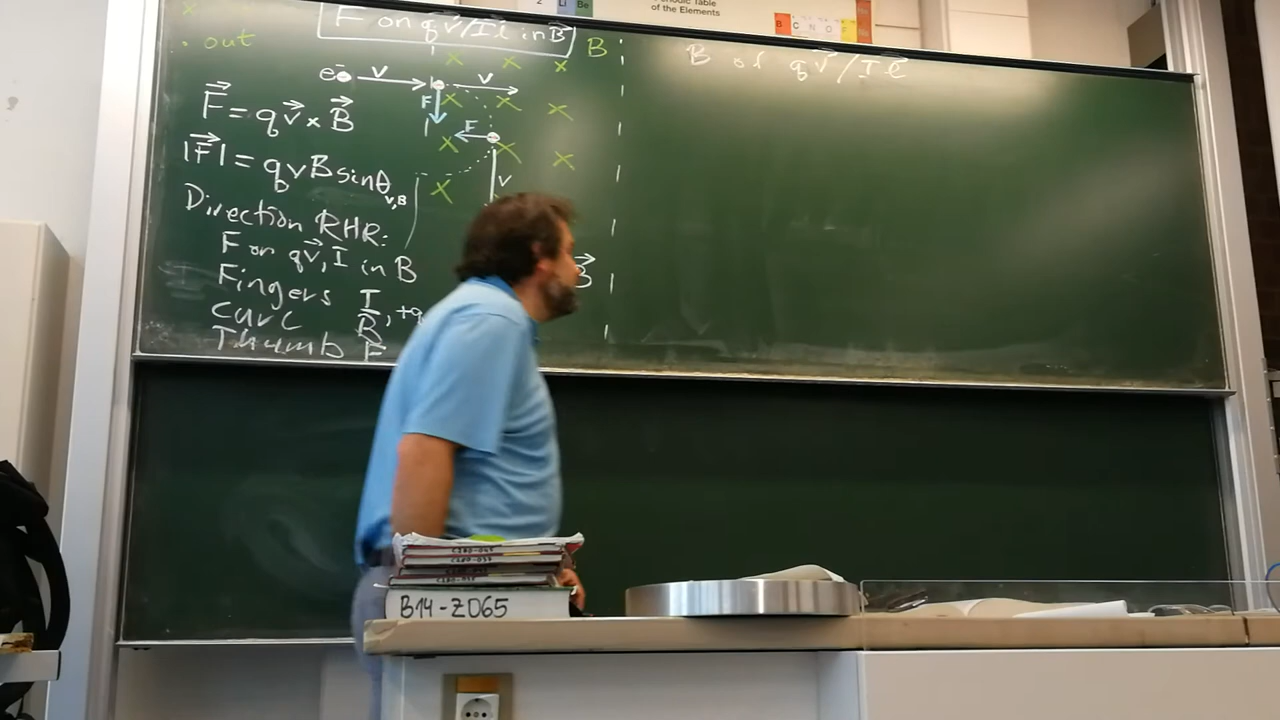 2 Li Be
Periodic Table
of the Elements
B C N O
x
. out
F on qv⃗/Iℓ⃗ in B⃗
B
B of qv⃗/Iℓ⃗
e⁻ v v
F
F
v
F⃗ = qv⃗ × B⃗
|F⃗| = qvB sinθ v,B
Direction RHR:
F on qv⃗, I in B
Fingers I, +q
Curl B
Thumb F
B14-Z065